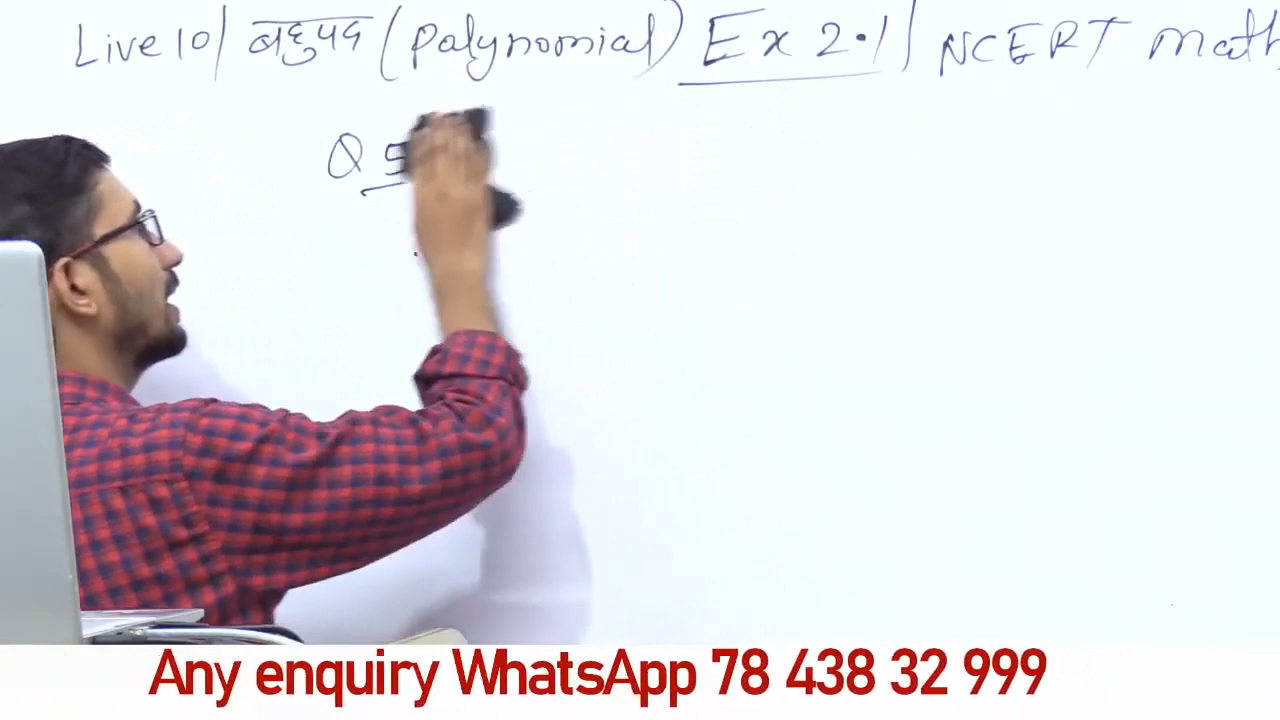 Live 10 | बहुपद (Polynomial) Ex 2.1 | NCERT Math
Q 5
Any enquiry WhatsApp 78 438 32 999